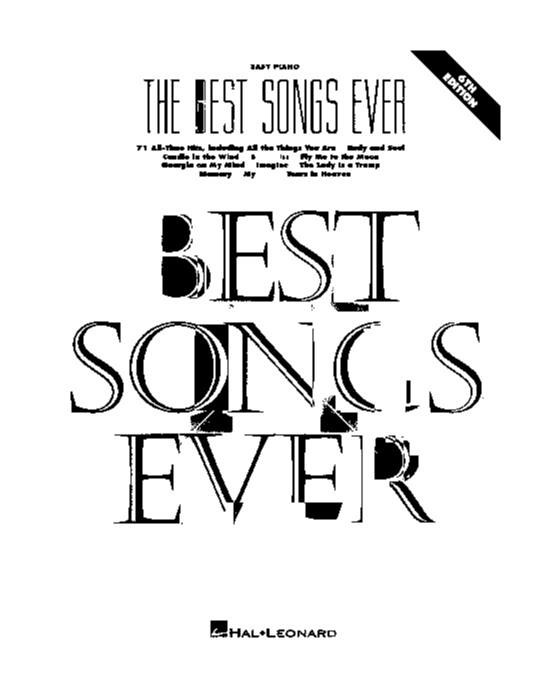 EASY PIANO
THE BEST SONGS EVER
6TH
EDITION
71 All-Time Hits, including All the Things You Are Body and Soul
Candle in the Wind Fly Me to the Moon
Georgia on My Mind Imagine The Lady Is a Tramp
Memory My Tears in Heaven
BEST
SONGS
EVER
HAL•LEONARD